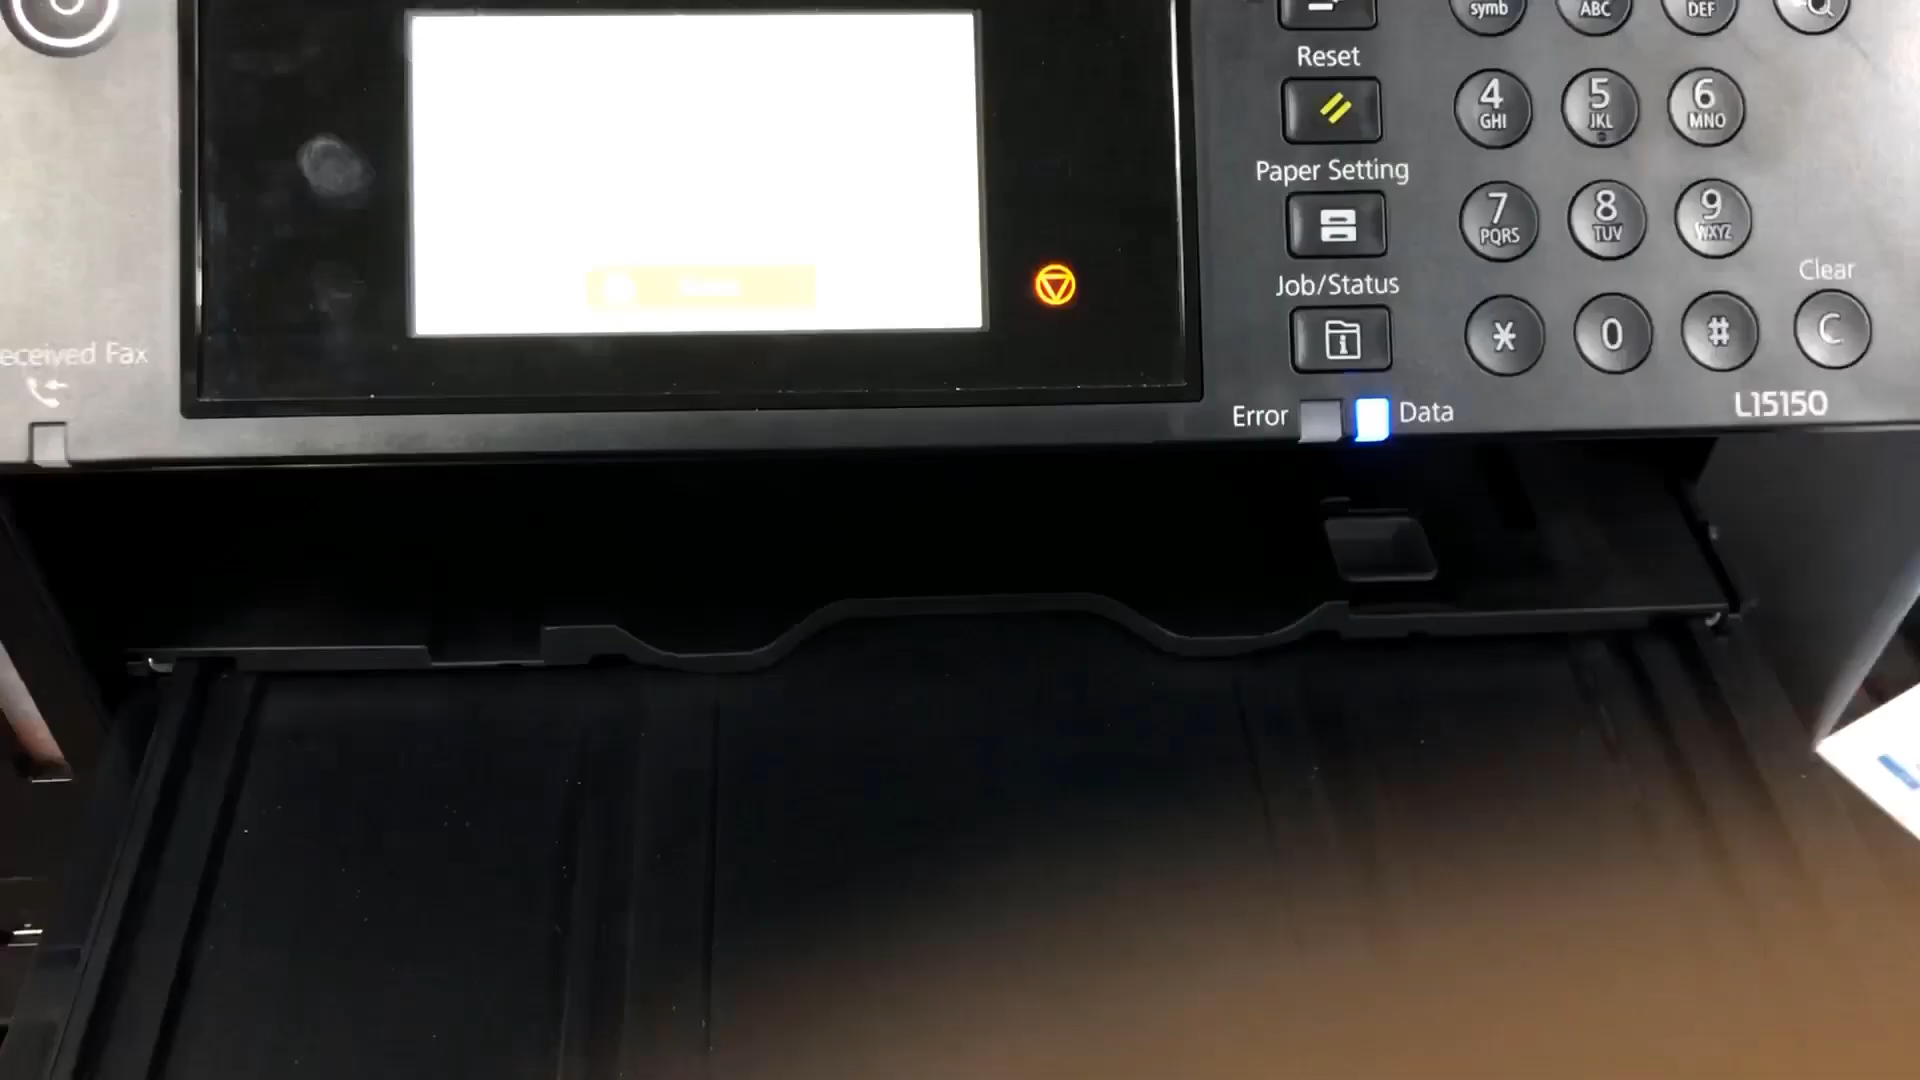 symb
ABC
DEF
Reset
4
GHI
5
JKL
6
MNO
Paper Setting
7
PQRS
8
TUV
9
WXYZ
Job/Status
Clear
*
0
#
C
eceived Fax
Error
Data
L15150